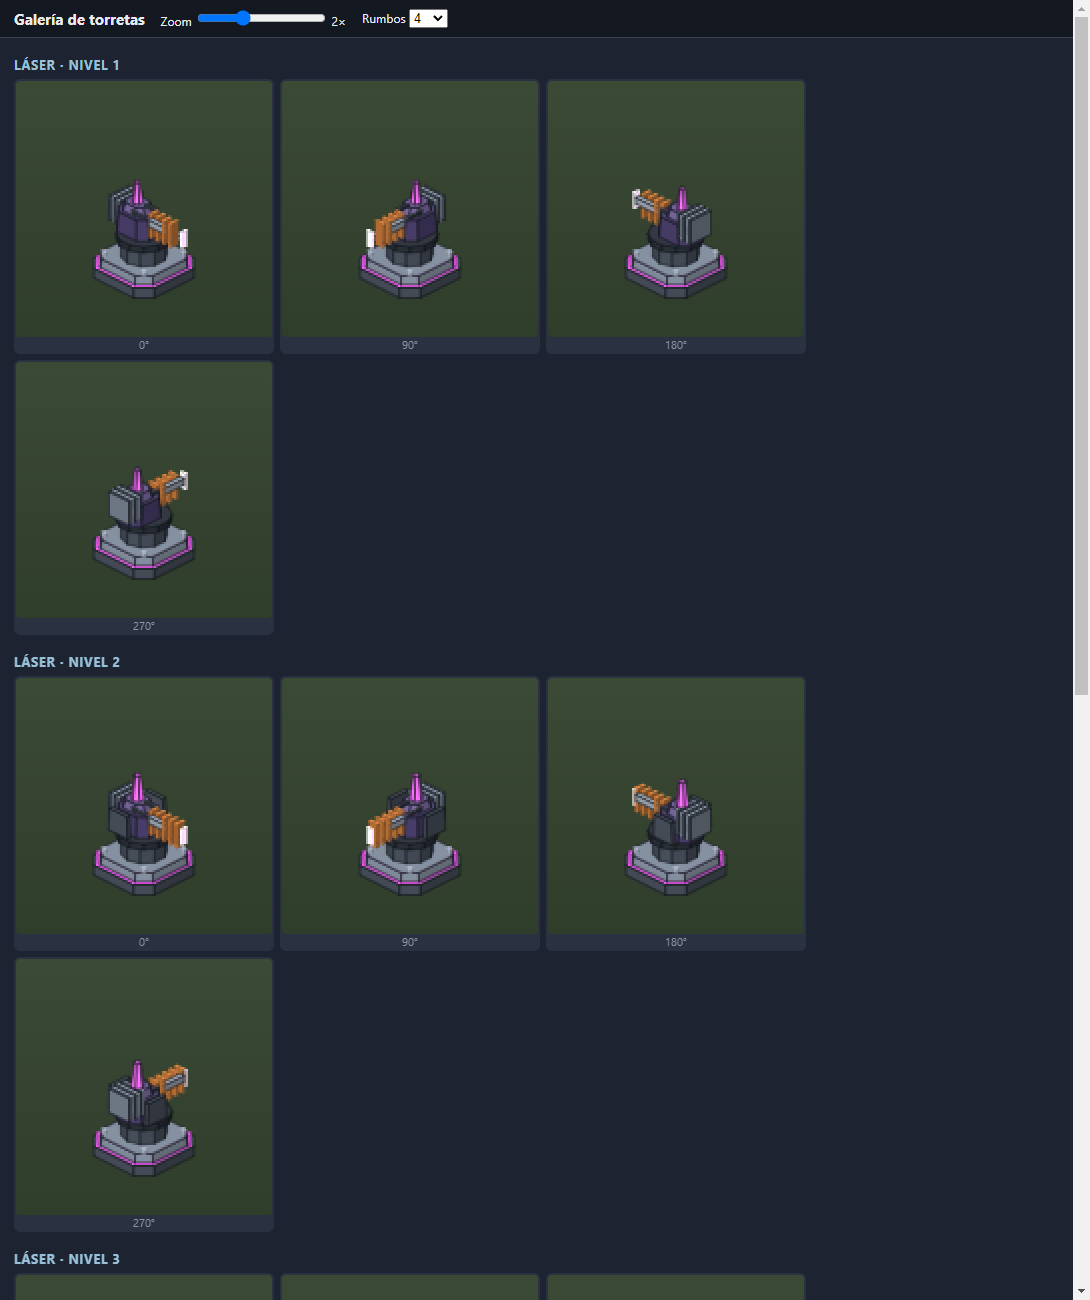 Galería de torretas Zoom 2× Rumbos 4
LÁSER · NIVEL 1
0° 90° 180°
270°
LÁSER · NIVEL 2
0° 90° 180°
270°
LÁSER · NIVEL 3